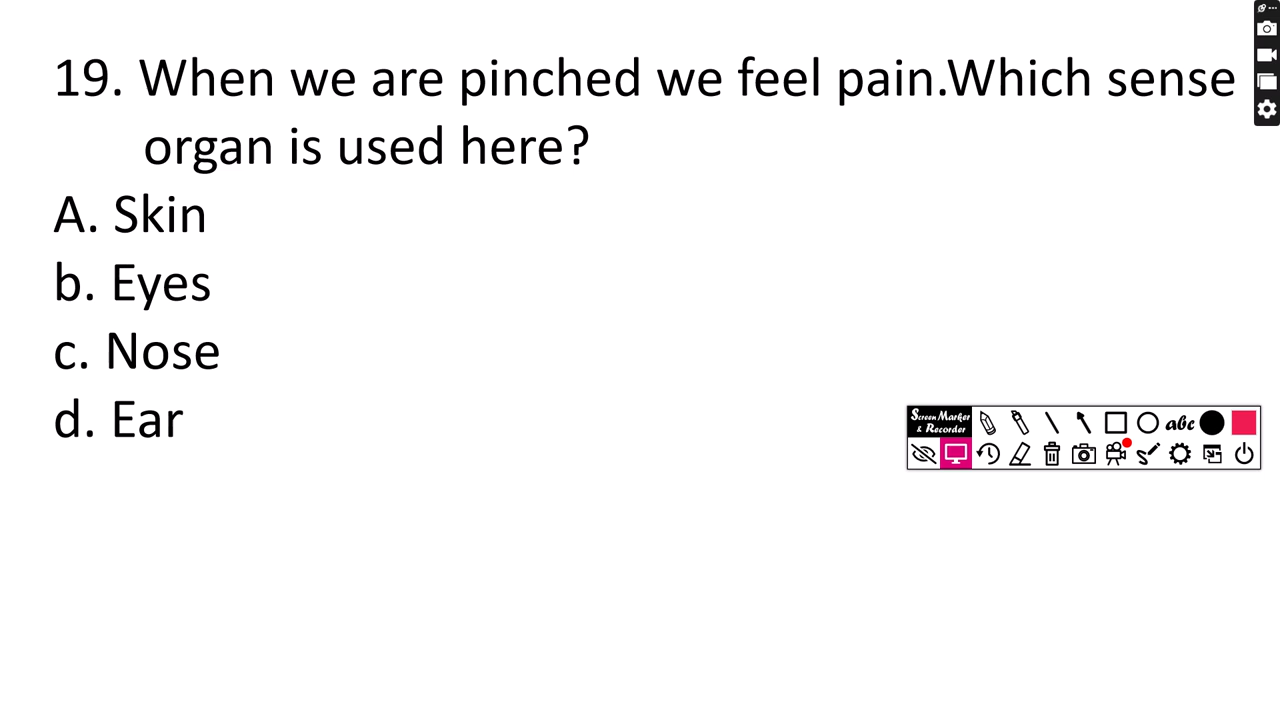 19. When we are pinched we feel pain.Which sense
organ is used here?
A. Skin
b. Eyes
c. Nose
d. Ear
Screen Marker
& Recorder
abc